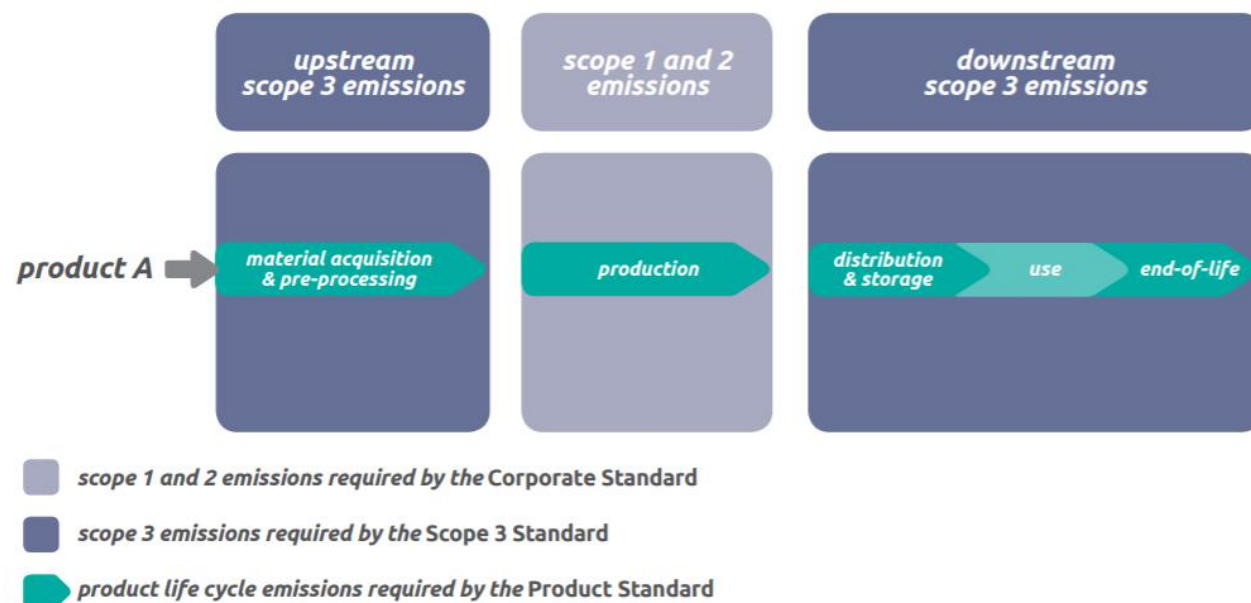 upstream
scope 3 emissions
scope 1 and 2
emissions
downstream
scope 3 emissions
product A
material acquisition
& pre-processing
production
distribution
& storage
use
end-of-life
scope 1 and 2 emissions required by the Corporate Standard
scope 3 emissions required by the Scope 3 Standard
product life cycle emissions required by the Product Standard